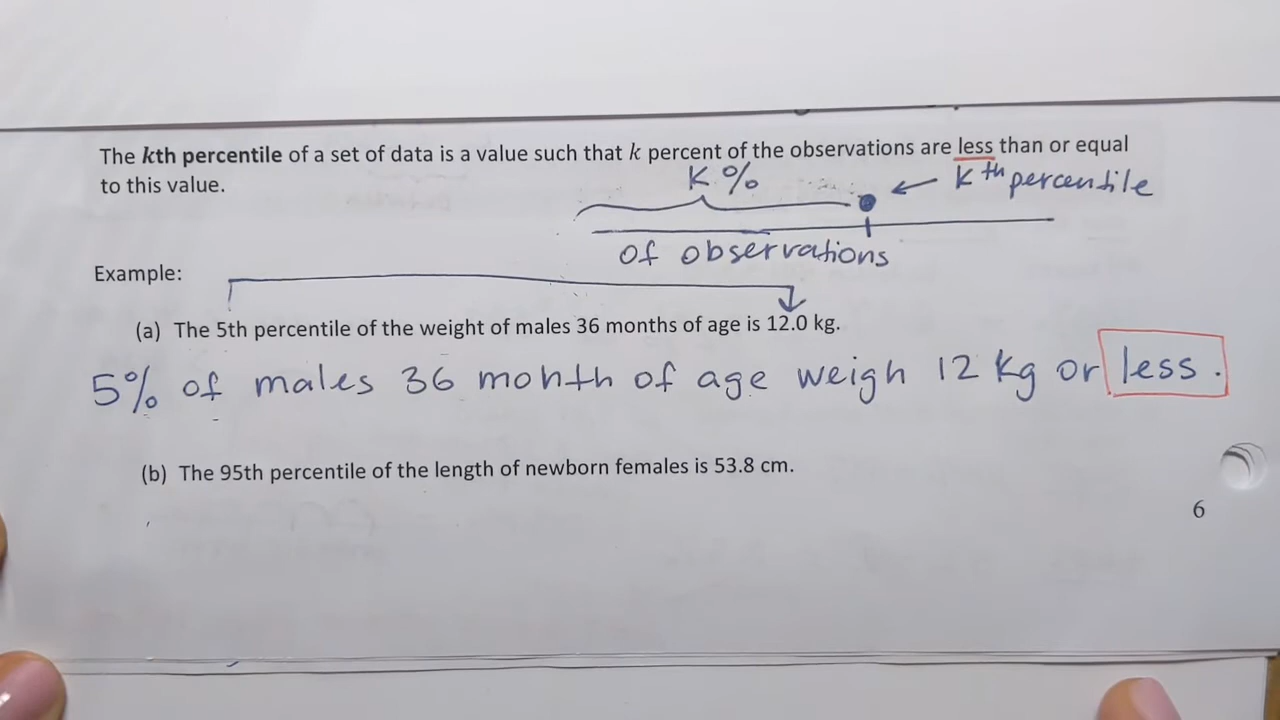 The kth percentile of a set of data is a value such that k percent of the observations are less than or equal
to this value.
K %
kth percentile
of observations
Example:
(a) The 5th percentile of the weight of males 36 months of age is 12.0 kg.
5% of males 36 month of age weigh 12 kg or less.
(b) The 95th percentile of the length of newborn females is 53.8 cm.
6